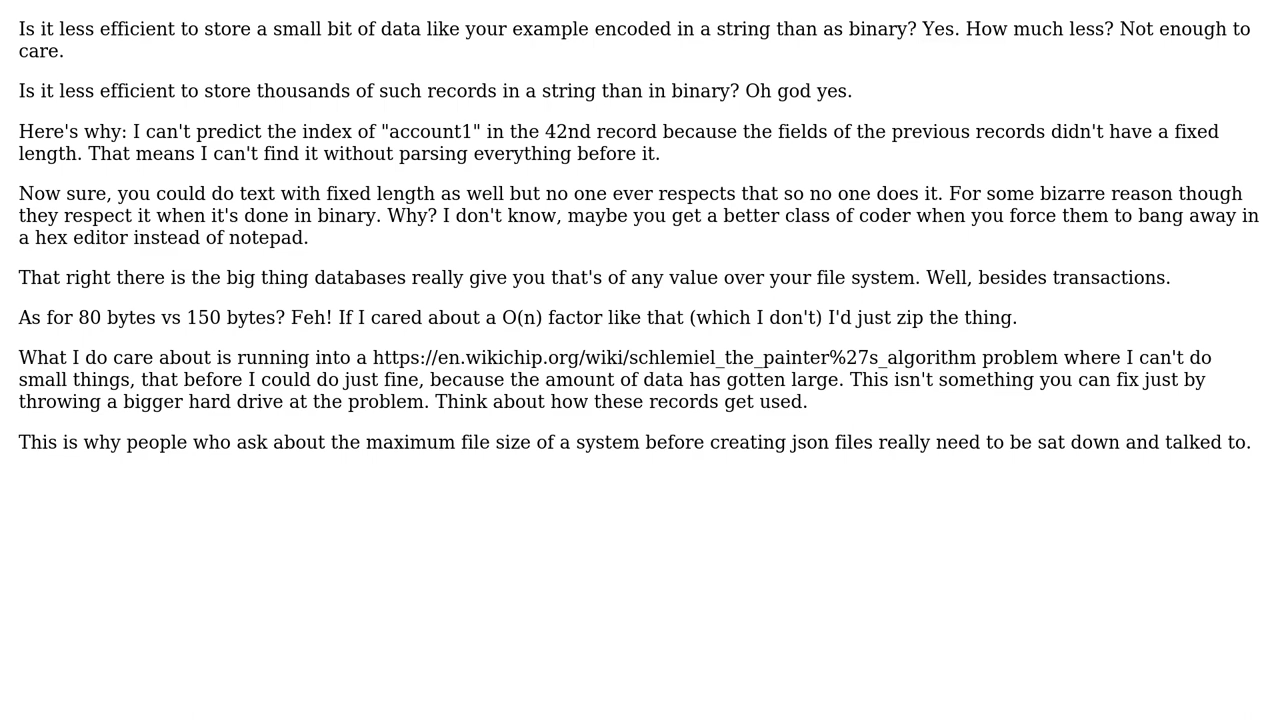 Is it less efficient to store a small bit of data like your example encoded in a string than as binary? Yes. How much less? Not enough to
care.
Is it less efficient to store thousands of such records in a string than in binary? Oh god yes.
Here's why: I can't predict the index of "account1" in the 42nd record because the fields of the previous records didn't have a fixed
length. That means I can't find it without parsing everything before it.
Now sure, you could do text with fixed length as well but no one ever respects that so no one does it. For some bizarre reason though
they respect it when it's done in binary. Why? I don't know, maybe you get a better class of coder when you force them to bang away in
a hex editor instead of notepad.
That right there is the big thing databases really give you that's of any value over your file system. Well, besides transactions.
As for 80 bytes vs 150 bytes? Feh! If I cared about a O(n) factor like that (which I don't) I'd just zip the thing.
What I do care about is running into a https://en.wikichip.org/wiki/schlemiel_the_painter%27s_algorithm problem where I can't do
small things, that before I could do just fine, because the amount of data has gotten large. This isn't something you can fix just by
throwing a bigger hard drive at the problem. Think about how these records get used.
This is why people who ask about the maximum file size of a system before creating json files really need to be sat down and talked to.